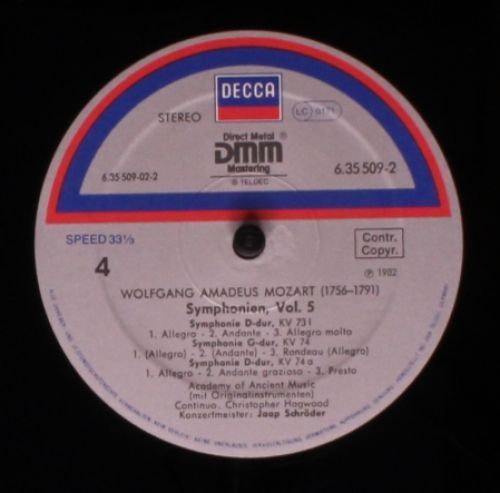 DECCA
STEREO
LC 0171
Direct Metal ®
DMM
Mastering
® TELDEC
6.35 509-02-2
6.35 509-2
SPEED 33⅓
4
Contr.
Copyr.
℗ 1982
WOLFGANG AMADEUS MOZART (1756–1791)
Symphonien, Vol. 5
Symphonie D-dur, KV 73 l
1. Allegro - 2. Andante - 3. Allegro molto
Symphonie G-dur, KV 74
1. (Allegro) - 2. (Andante) - 3. Rondeau (Allegro)
Symphonie D-dur, KV 74 a
1. Allegro - 2. Andante grazioso - 3. Presto
Academy of Ancient Music
(mit Originalinstrumenten)
Continuo: Christopher Hogwood
Konzertmeister: Jaap Schröder